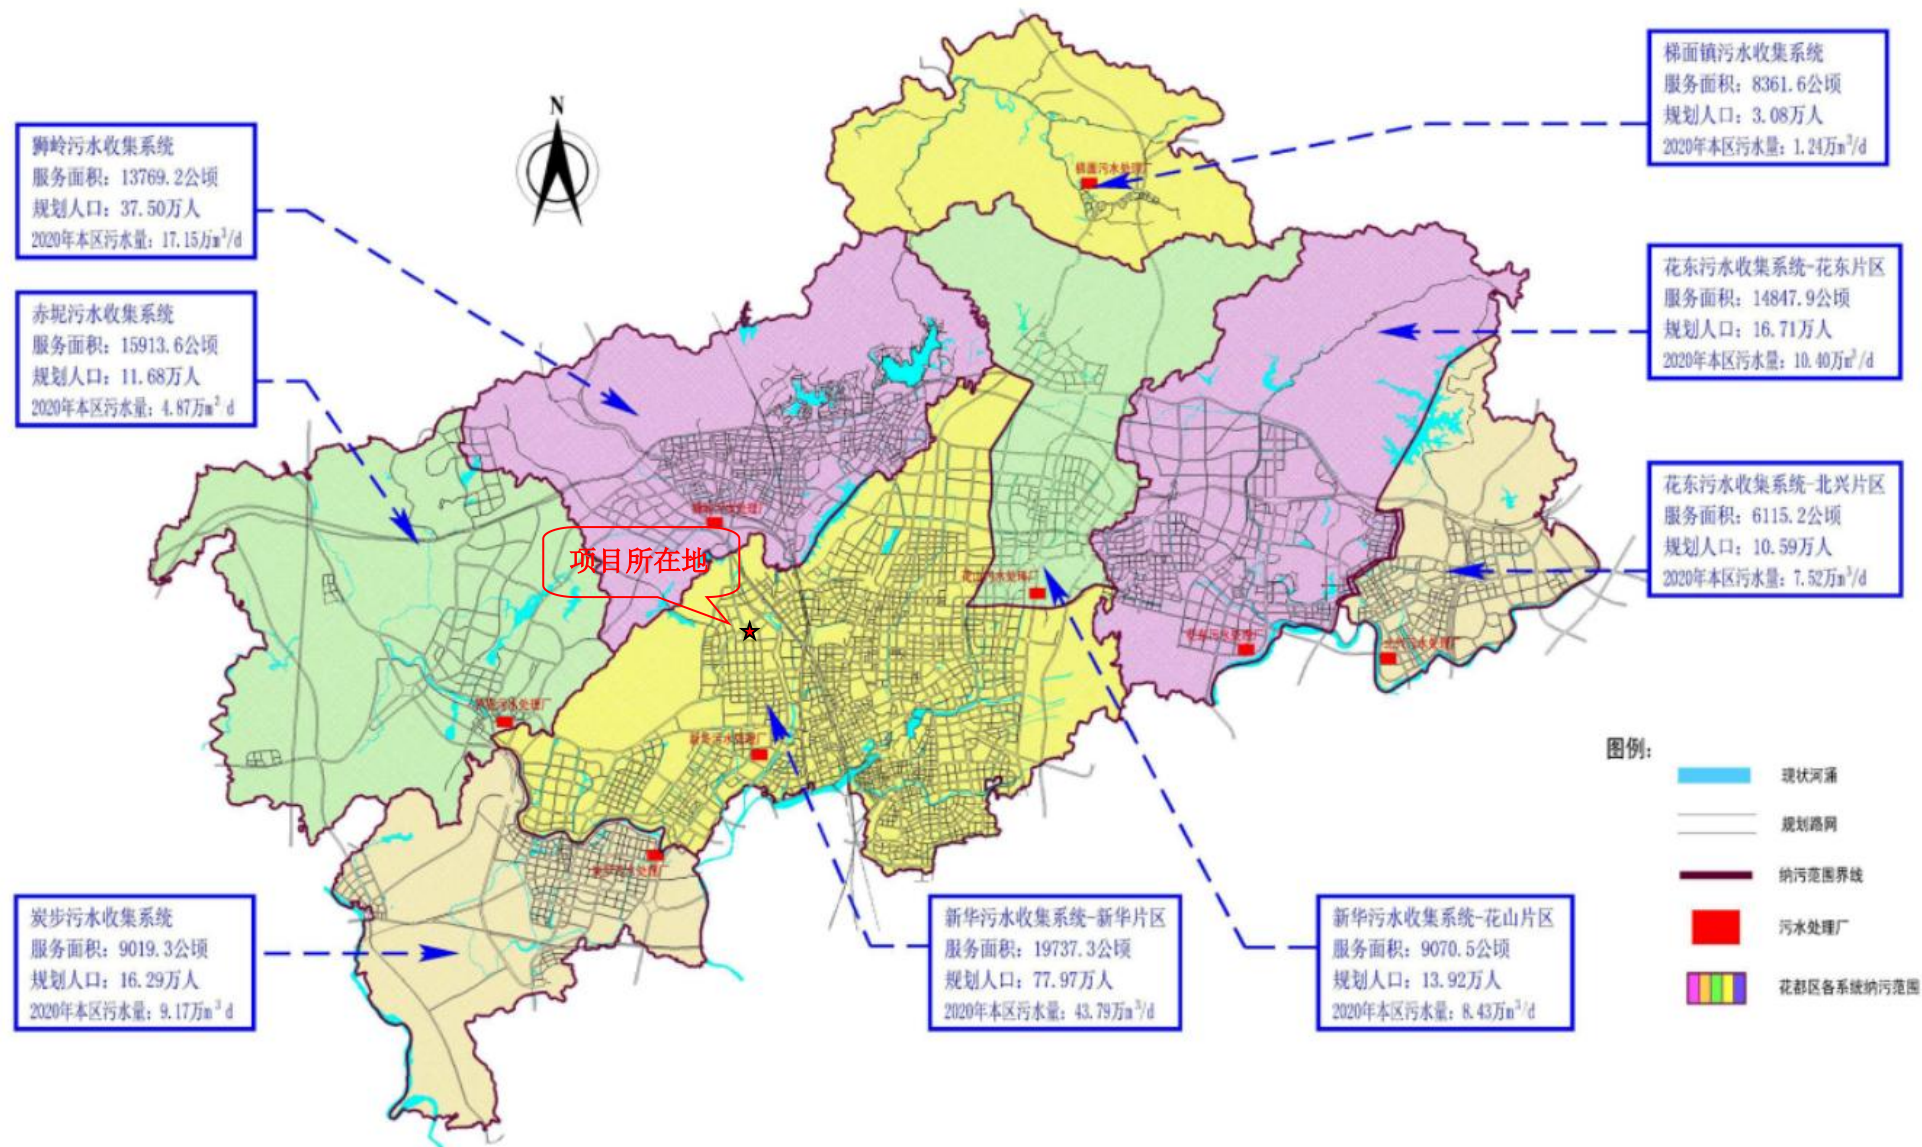 梯面镇污水收集系统
服务面积：8361.6公顷
规划人口：3.08万人
2020年本区污水量：1.24万m³/d
N
狮岭污水收集系统
服务面积：13769.2公顷
规划人口：37.50万人
2020年本区污水量：17.15万m³/d
梯面污水处理厂
花东污水收集系统-花东片区
服务面积：14847.9公顷
规划人口：16.71万人
2020年本区污水量：10.40万m³/d
赤坭污水收集系统
服务面积：15913.6公顷
规划人口：11.68万人
2020年本区污水量：4.87万m² d
花东污水收集系统-北兴片区
服务面积：6115.2公顷
规划人口：10.59万人
2020年本区污水量：7.52万m³/d
项目所在地
图例：
现状河涌
规划路网
纳污范围界线
污水处理厂
花都区各系统纳污范围
炭步污水收集系统
服务面积：9019.3公顷
规划人口：16.29万人
2020年本区污水量：9.17万m³ d
新华污水收集系统-新华片区
服务面积：19737.3公顷
规划人口：77.97万人
2020年本区污水量：43.79万m³/d
新华污水收集系统-花山片区
服务面积：9070.5公顷
规划人口：13.92万人
2020年本区污水量：8.43万m³/d